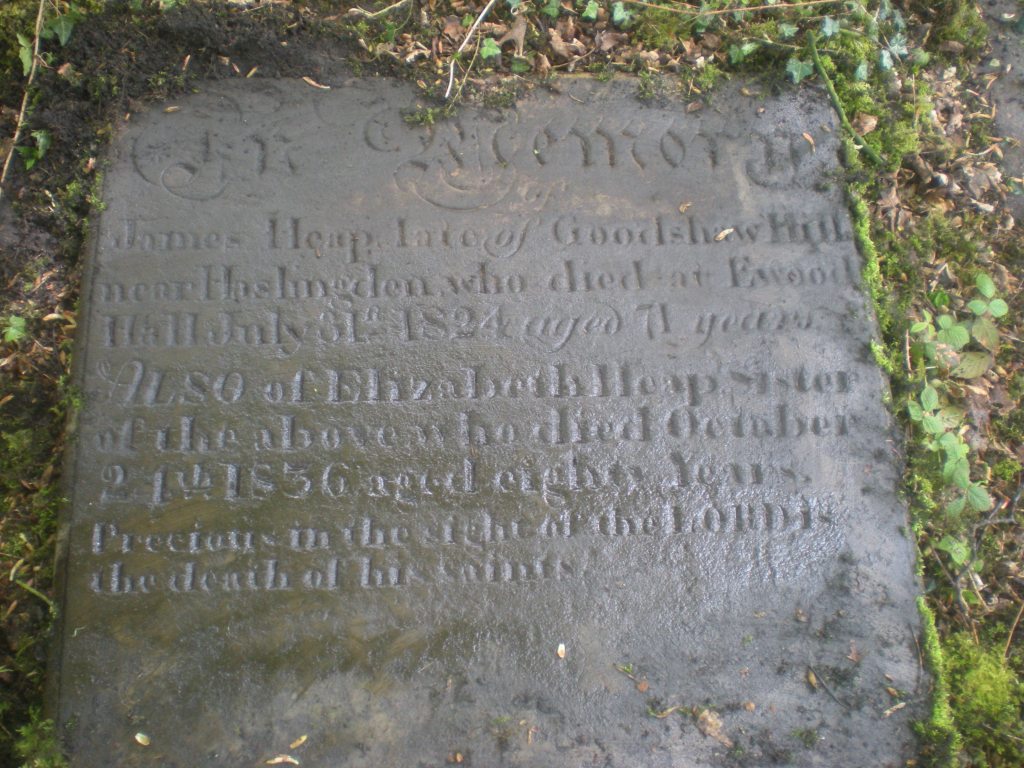 In Memory
of
James Heap, late of Goodshaw Hill
near Haslingden, who died at Ewood
Hall July 31st 1824 aged 71 years
ALSO of Elizabeth Heap, Sister
of the above who died October
24th 1836 aged eighty Years.
Precious in the sight of the LORD is
the death of his saints.